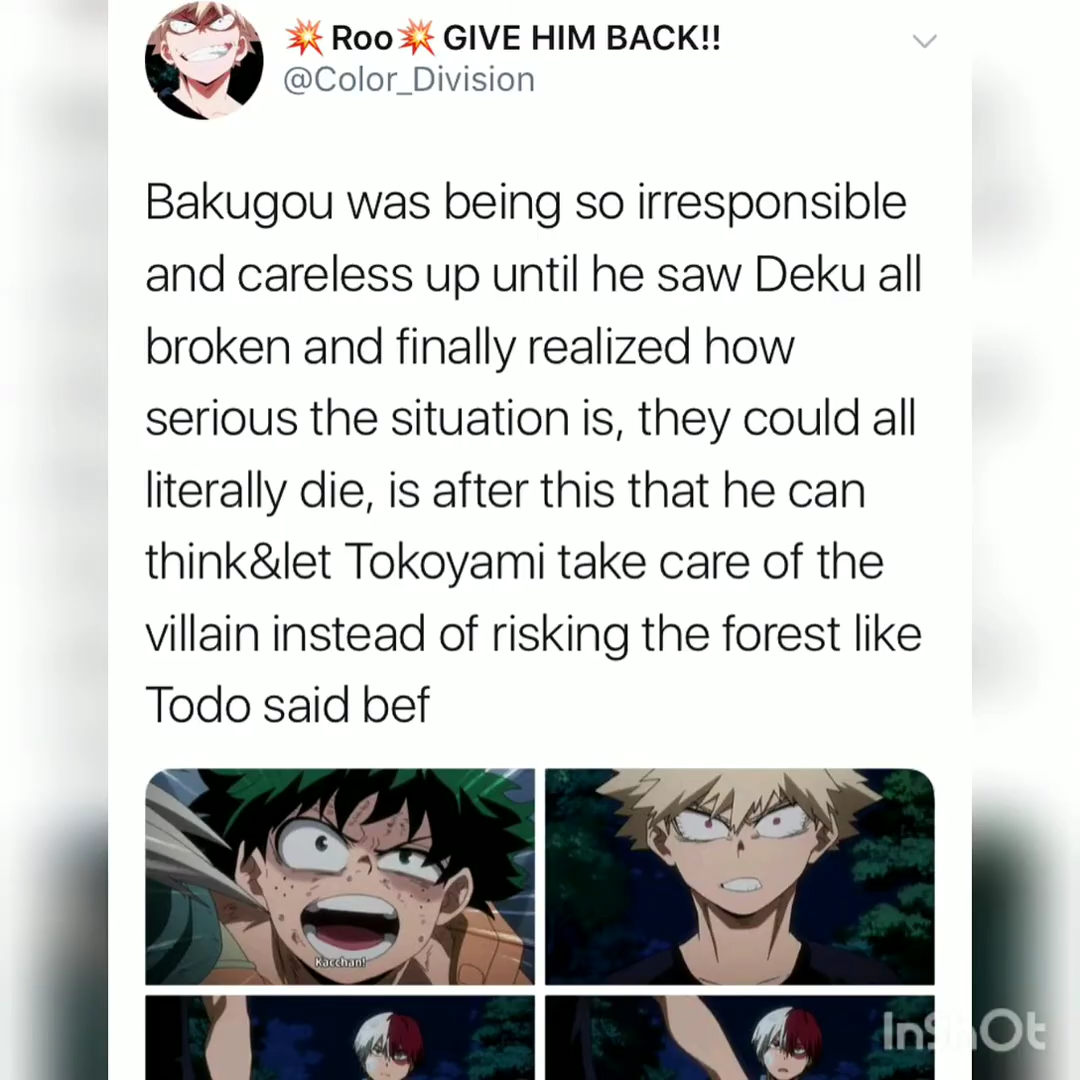 💥 Roo💥 GIVE HIM BACK!!
@Color_Division
Bakugou was being so irresponsible
and careless up until he saw Deku all
broken and finally realized how
serious the situation is, they could all
literally die, is after this that he can
think&let Tokoyami take care of the
villain instead of risking the forest like
Todo said bef
Kacchan!
InShOt